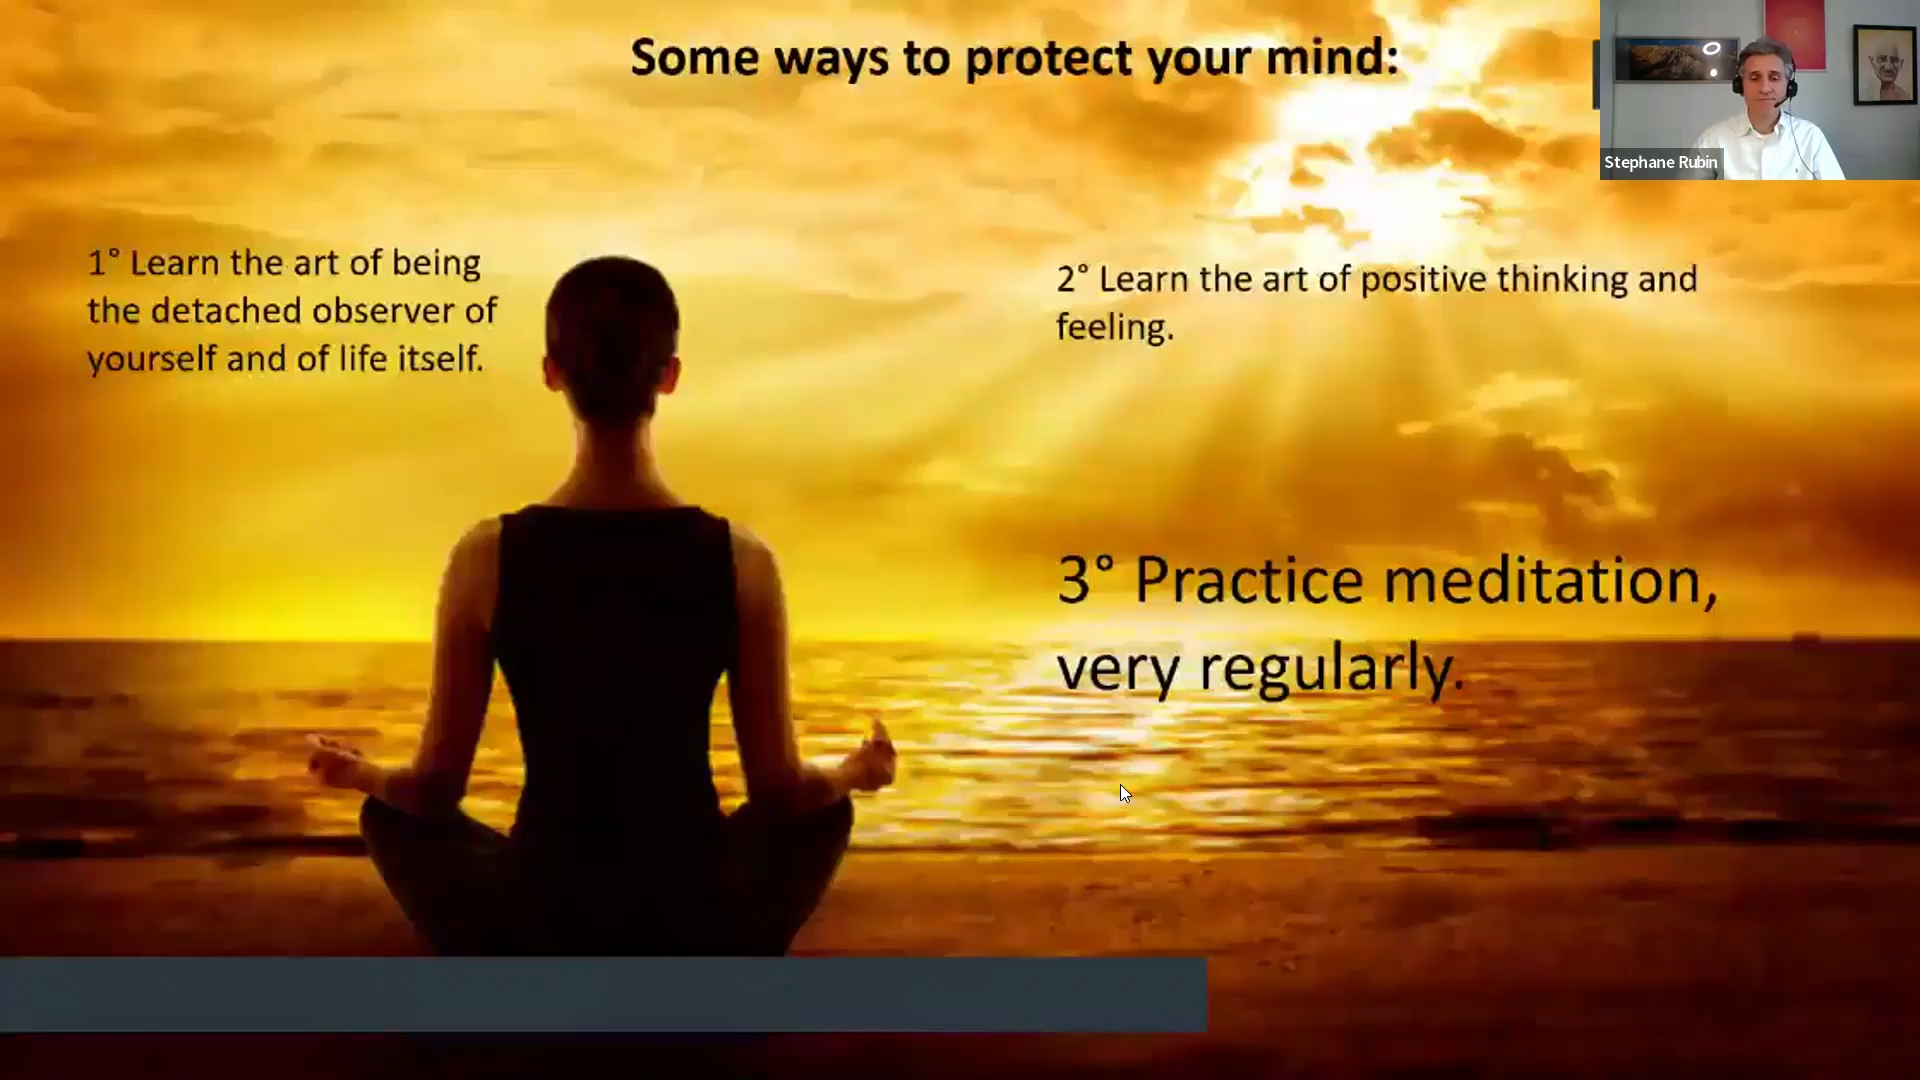 Some ways to protect your mind:
Stephane Rubin
1° Learn the art of being
the detached observer of
yourself and of life itself.
2° Learn the art of positive thinking and
feeling.
3° Practice meditation,
very regularly.